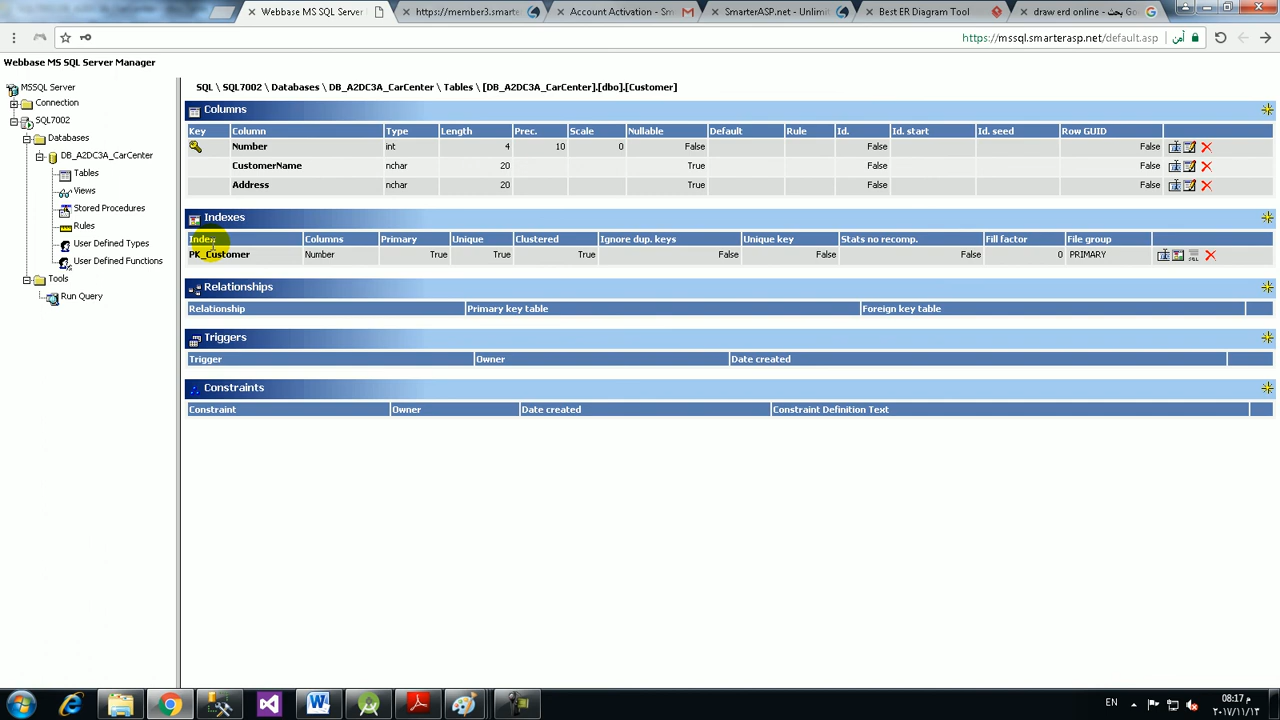 Webbase MS SQL Server
https://member3.smarte
Account Activation - Sm
SmarterASP.net - Unlimit
Best ER Diagram Tool
draw erd online - بحث Go
https://mssql.smarterasp.net/default.asp
أمن
Webbase MS SQL Server Manager
MSSQL Server
Connection
SQL7002
Databases
DB_A2DC3A_CarCenter
Tables
Views
Stored Procedures
Rules
User Defined Types
User Defined Functions
Tools
Run Query
SQL \ SQL7002 \ Databases \ DB_A2DC3A_CarCenter \ Tables \ [DB_A2DC3A_CarCenter].[dbo].[Customer]
Columns
Key Column Type Length Prec. Scale Nullable Default Rule Id. Id. start Id. seed Row GUID
Number int 4 10 0 False False False
CustomerName nchar 20 True False False
Address nchar 20 True False False
Indexes
Index Columns Primary Unique Clustered Ignore dup. keys Unique key Stats no recomp. Fill factor File group
PK_Customer Number True True True False False False 0 PRIMARY
Relationships
Relationship Primary key table Foreign key table
Triggers
Trigger Owner Date created
Constraints
Constraint Owner Date created Constraint Definition Text
EN
08:17 م
٢٠١٧/١١/١٣